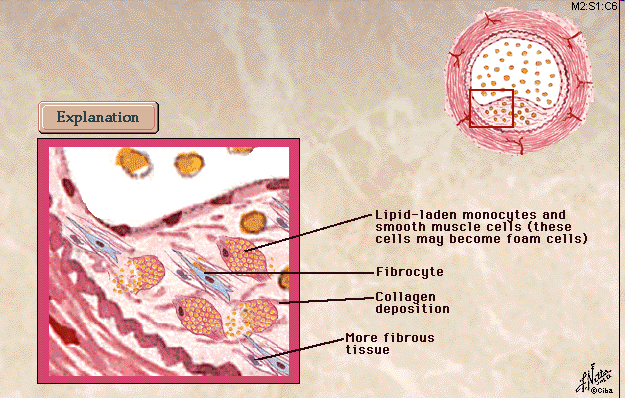 M2:S1:C6
Explanation
Lipid-laden monocytes and
smooth muscle cells (these
cells may become foam cells)
Fibrocyte
Collagen
deposition
More fibrous
tissue
©Ciba